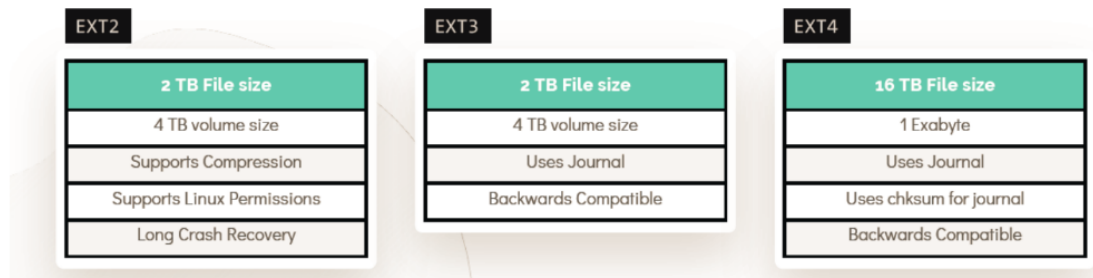 EXT2
2 TB File size
4 TB volume size
Supports Compression
Supports Linux Permissions
Long Crash Recovery
EXT3
2 TB File size
4 TB volume size
Uses Journal
Backwards Compatible
EXT4
16 TB File size
1 Exabyte
Uses Journal
Uses chksum for journal
Backwards Compatible